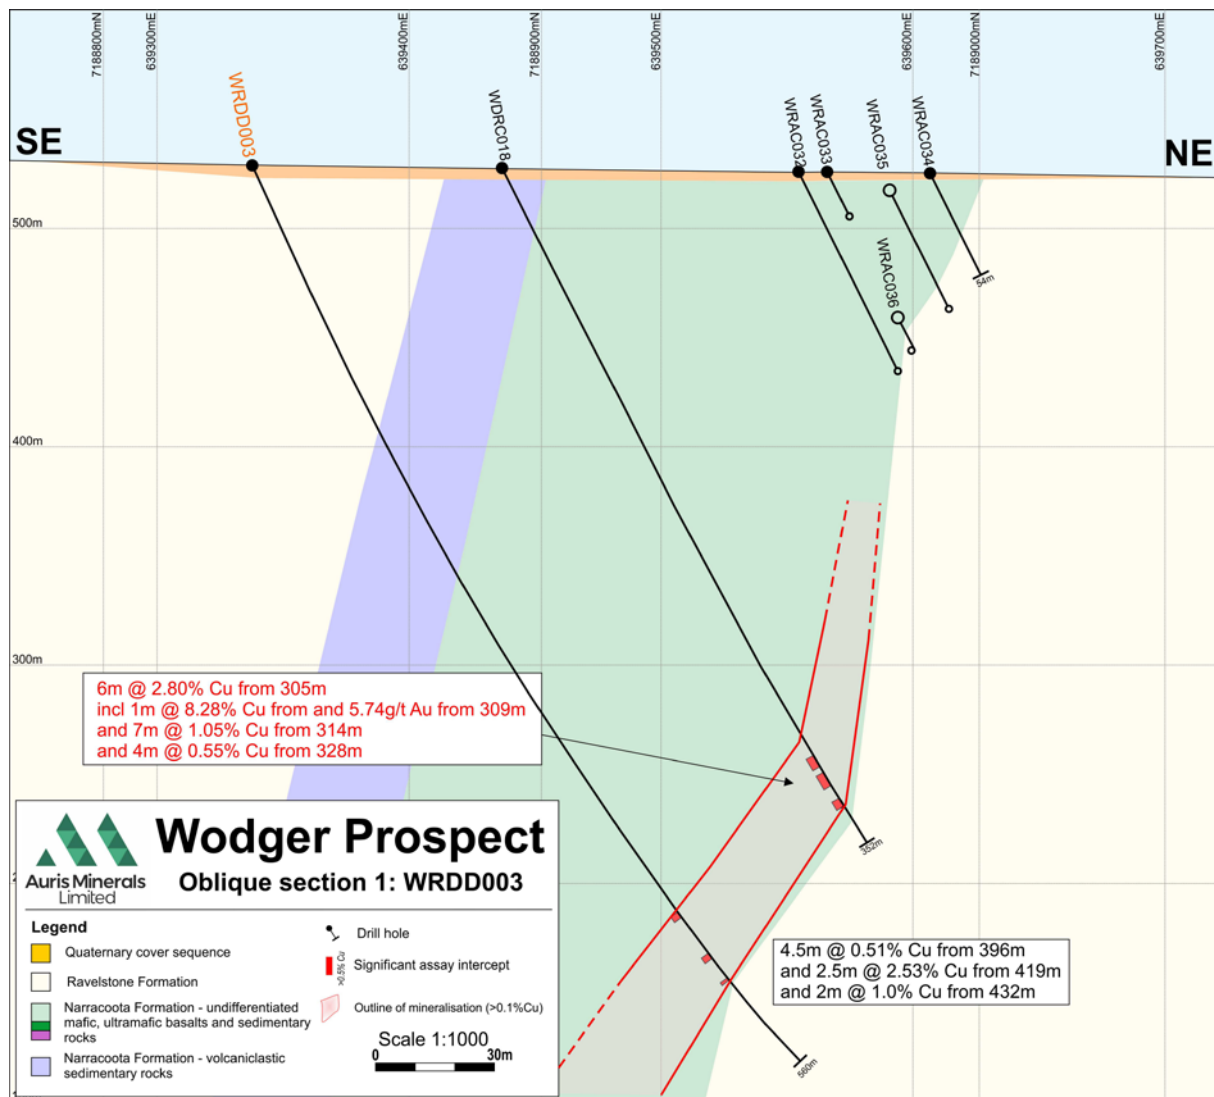 7188800mN
639300mE
639400mE
7188900mN
639500mE
639600mE
7189000mN
639700mE
SE
NE
WRDD003
WDRC018
WRAC032
WRAC033
WRAC035
WRAC034
WRAC036
500m
400m
300m
54m
352m
560m
6m @ 2.80% Cu from 305m
incl 1m @ 8.28% Cu from and 5.74g/t Au from 309m
and 7m @ 1.05% Cu from 314m
and 4m @ 0.55% Cu from 328m
4.5m @ 0.51% Cu from 396m
and 2.5m @ 2.53% Cu from 419m
and 2m @ 1.0% Cu from 432m
Auris Minerals
Limited
Wodger Prospect
Oblique section 1: WRDD003
Legend
Quaternary cover sequence
Ravelstone Formation
Narracoota Formation - undifferentiated
mafic, ultramafic basalts and sedimentary
rocks
Narracoota Formation - volcaniclastic
sedimentary rocks
Drill hole
>0.5% Cu
Significant assay intercept
Outline of mineralisation (>0.1%Cu)
Scale 1:1000
0 30m